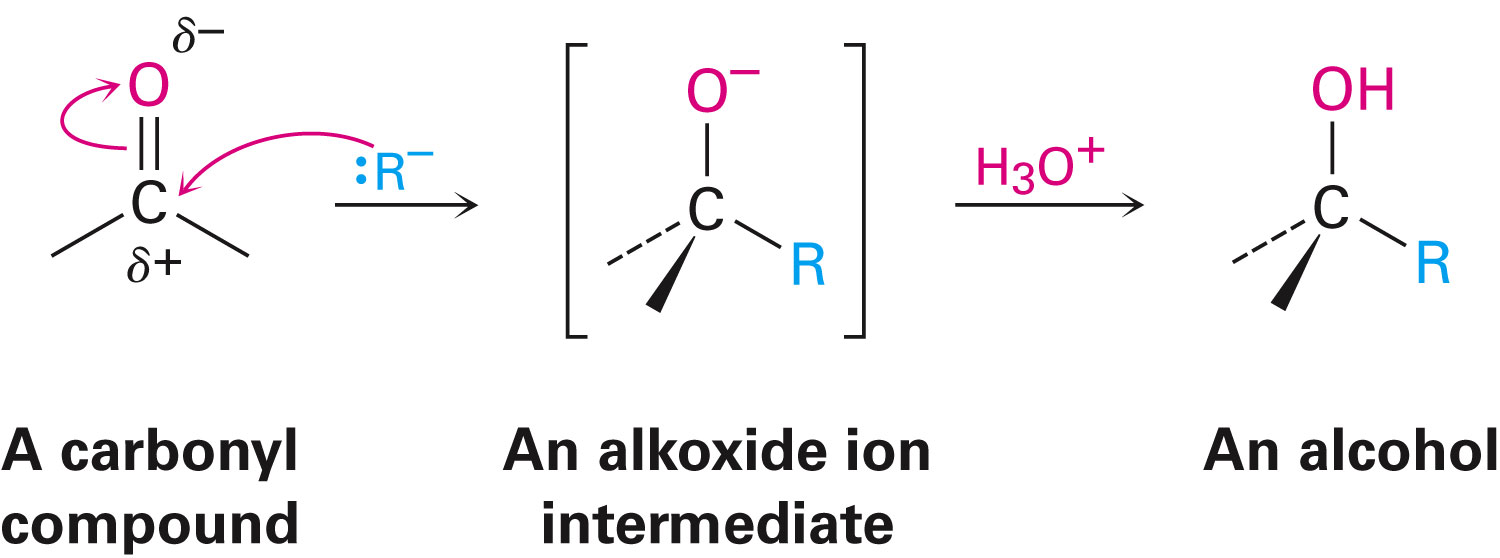 δ−
O
C
δ+
:R−
O−
C
R
H3O+
OH
C
R
A carbonyl
compound
An alkoxide ion
intermediate
An alcohol